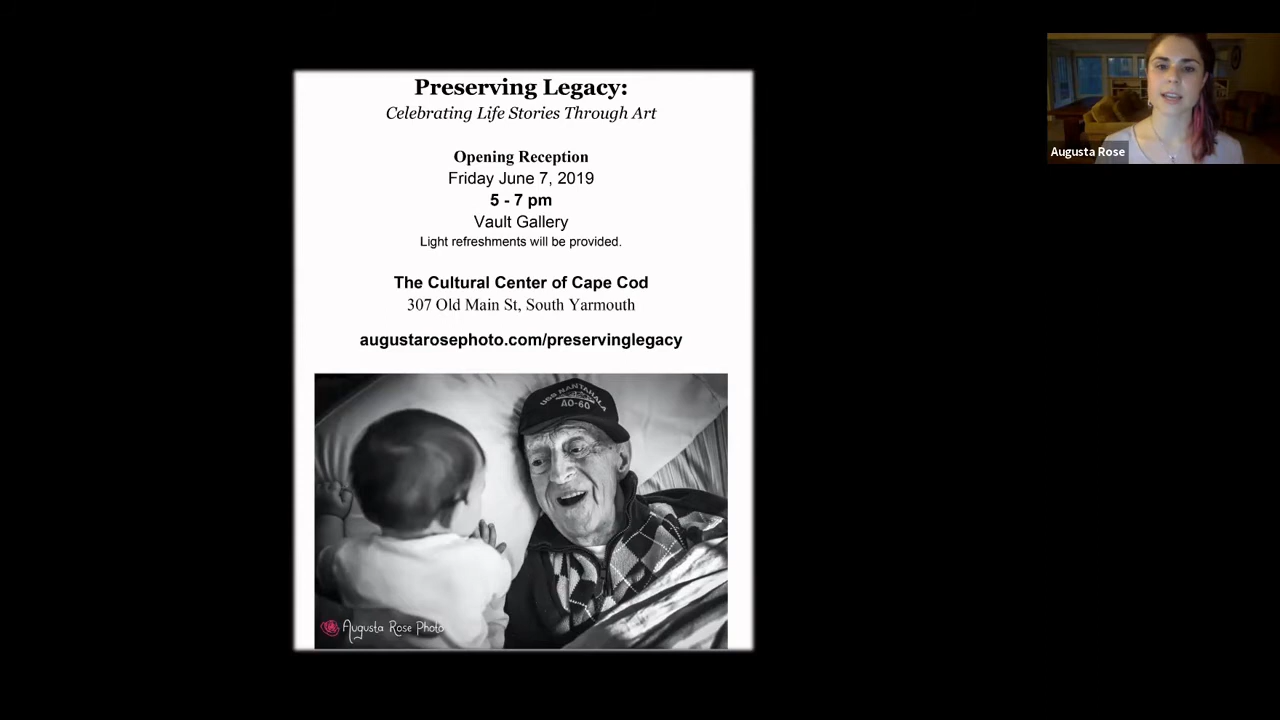 Preserving Legacy:
Celebrating Life Stories Through Art
Opening Reception
Friday June 7, 2019
5 - 7 pm
Vault Gallery
Light refreshments will be provided.
The Cultural Center of Cape Cod
307 Old Main St, South Yarmouth
augustarosephoto.com/preservinglegacy
USS NANTAHALA
AO-60
Augusta Rose Photo
Augusta Rose